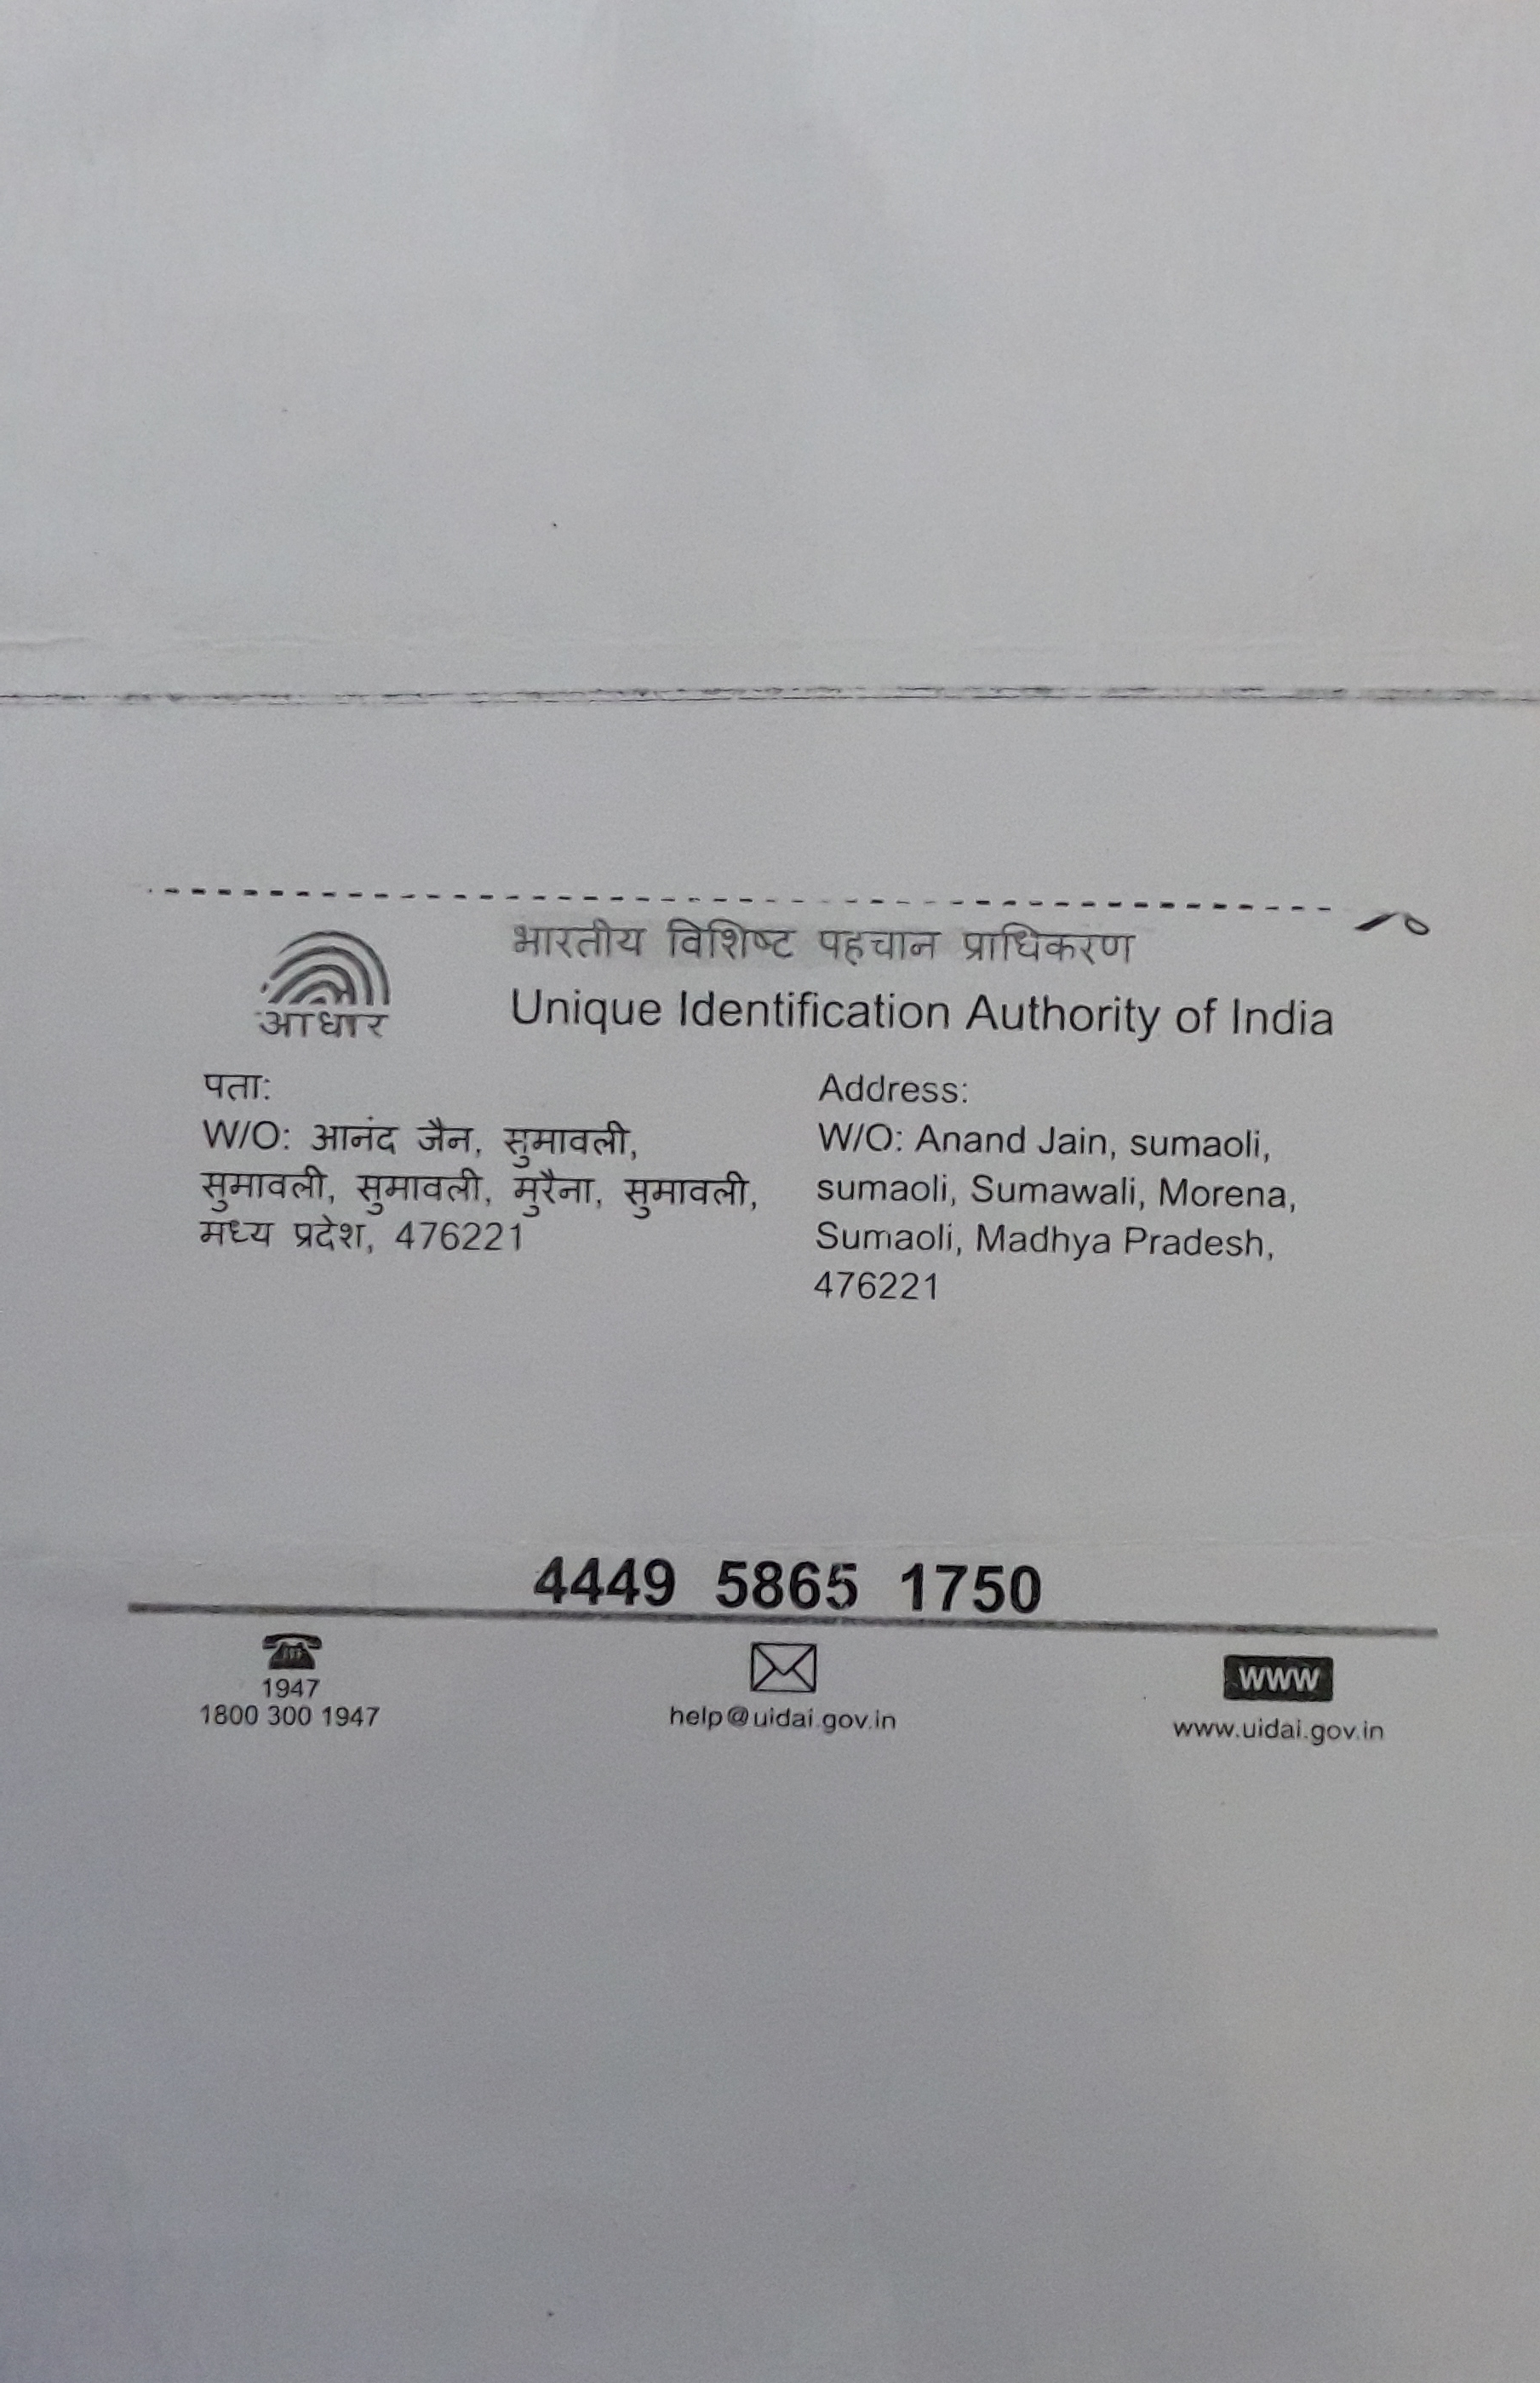 भारतीय विशिष्ट पहचान प्राधिकरण
आधार
Unique Identification Authority of India
पता:
W/O: आनंद जैन, सुमावली,
सुमावली, सुमावली, मुरैना, सुमावली,
मध्य प्रदेश, 476221
Address:
W/O: Anand Jain, sumaoli,
sumaoli, Sumawali, Morena,
Sumaoli, Madhya Pradesh,
476221
4449 5865 1750
1947
1800 300 1947
help@uidai.gov.in
WWW
www.uidai.gov.in